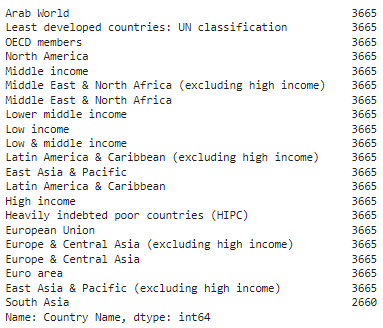 Arab World 3665
Least developed countries: UN classification 3665
OECD members 3665
North America 3665
Middle income 3665
Middle East & North Africa (excluding high income) 3665
Middle East & North Africa 3665
Lower middle income 3665
Low income 3665
Low & middle income 3665
Latin America & Caribbean (excluding high income) 3665
East Asia & Pacific 3665
Latin America & Caribbean 3665
High income 3665
Heavily indebted poor countries (HIPC) 3665
European Union 3665
Europe & Central Asia (excluding high income) 3665
Europe & Central Asia 3665
Euro area 3665
East Asia & Pacific (excluding high income) 3665
South Asia 2660
Name: Country Name, dtype: int64